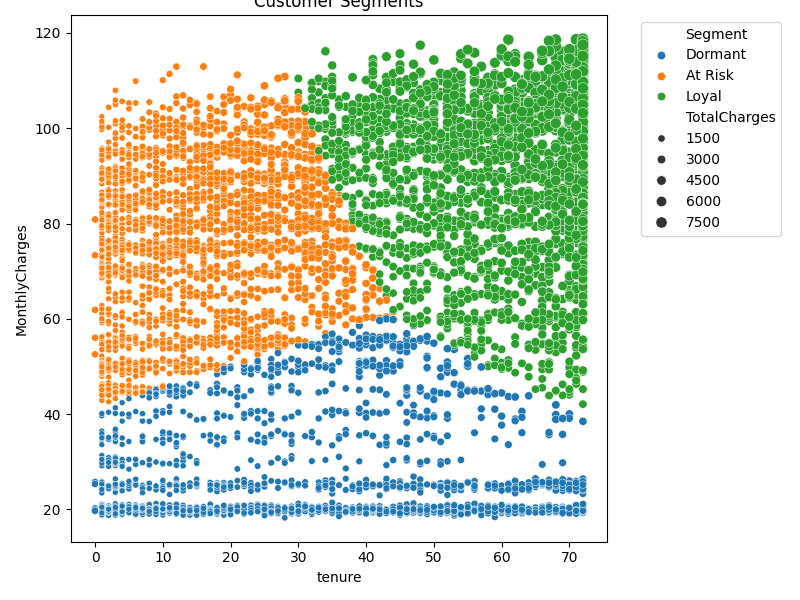 Customer Segments
120
100
80
60
40
20
MonthlyCharges
0
10
20
30
40
50
60
70
tenure
Segment
Dormant
At Risk
Loyal
TotalCharges
1500
3000
4500
6000
7500